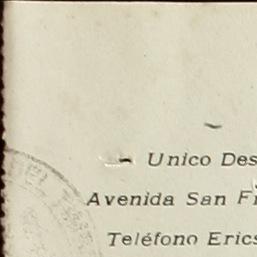 Unico Des
Avenida San F
Teléfono Erics